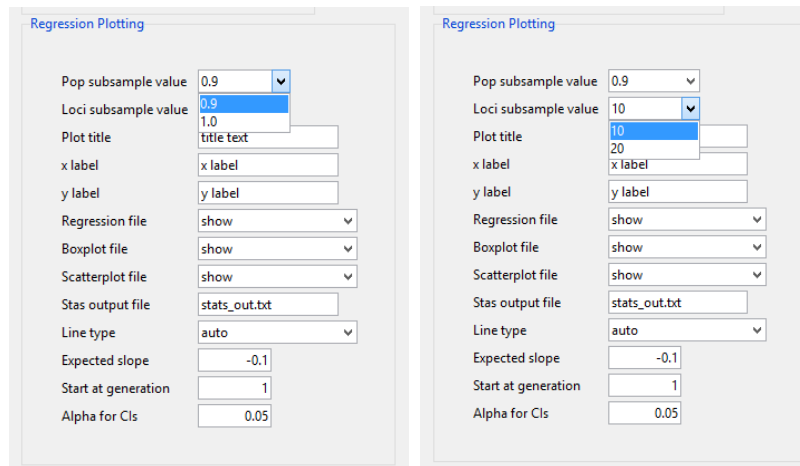 Regression Plotting
Pop subsample value 0.9
0.9
Loci subsample value
1.0
Plot title title text
x label x label
y label y label
Regression file show
Boxplot file show
Scatterplot file show
Stas output file stats_out.txt
Line type auto
Expected slope -0.1
Start at generation 1
Alpha for CIs 0.05
Regression Plotting
Pop subsample value 0.9
Loci subsample value 10
10
Plot title
20
x label x label
y label y label
Regression file show
Boxplot file show
Scatterplot file show
Stas output file stats_out.txt
Line type auto
Expected slope -0.1
Start at generation 1
Alpha for CIs 0.05